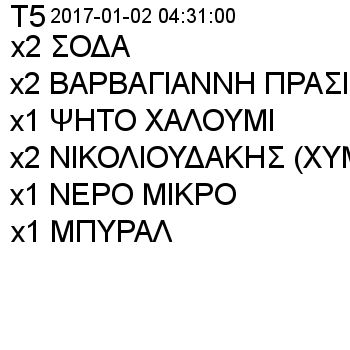 T5 2017-01-02 04:31:00
x2 ΣΟΔΑ
x2 ΒΑΡΒΑΓΙΑΝΝΗ ΠΡΑΣΙ
x1 ΨΗΤΟ ΧΑΛΟΥΜΙ
x2 ΝΙΚΟΛΙΟΥΔΑΚΗΣ (ΧΥΜ
x1 ΝΕΡΟ ΜΙΚΡΟ
x1 ΜΠΥΡΑΛ